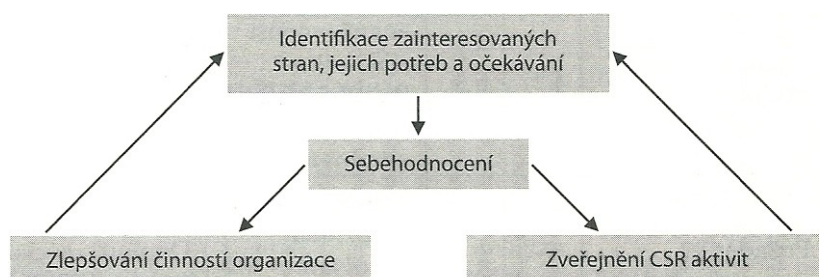 Identifikace zainteresovaných
stran, jejich potřeb a očekávání
Sebehodnocení
Zlepšování činností organizace
Zveřejnění CSR aktivit